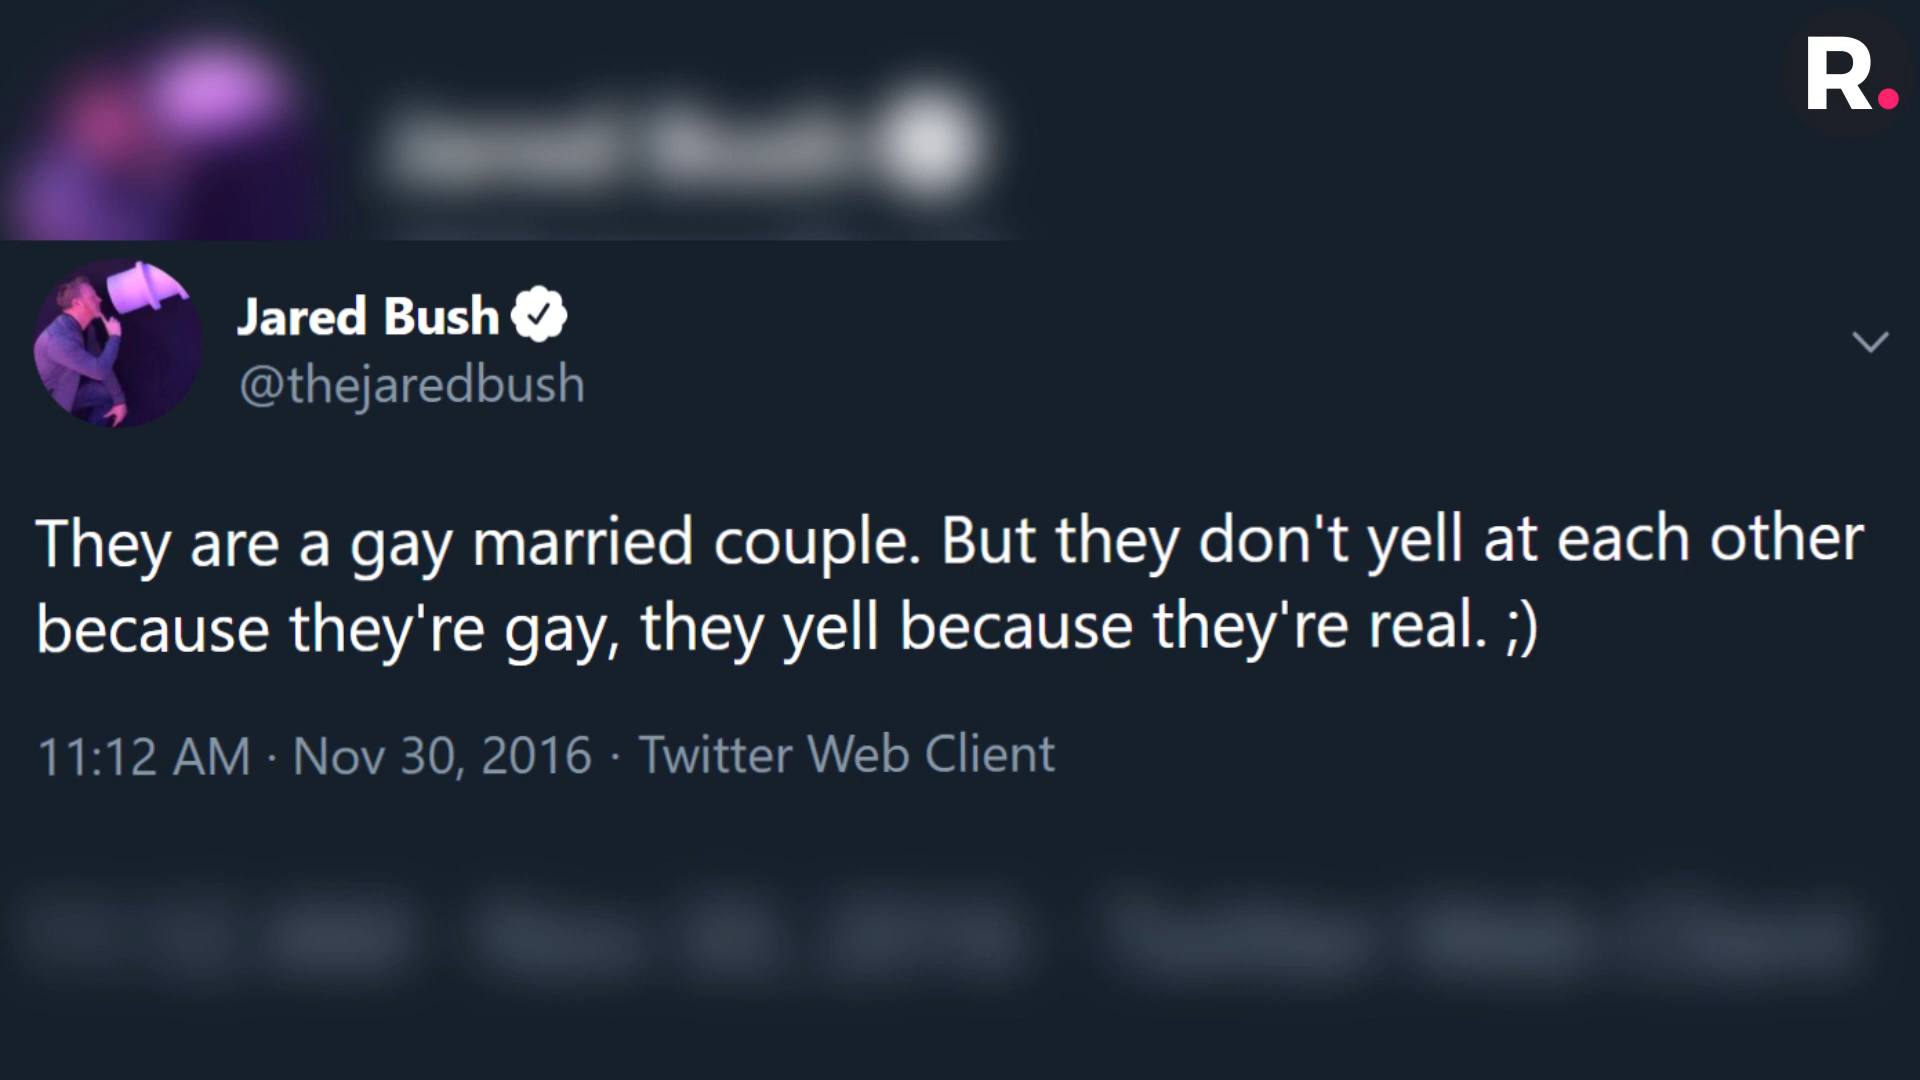 R.
Jared Bush
@thejaredbush
They are a gay married couple. But they don't yell at each other
because they're gay, they yell because they're real. ;)
11:12 AM · Nov 30, 2016 · Twitter Web Client